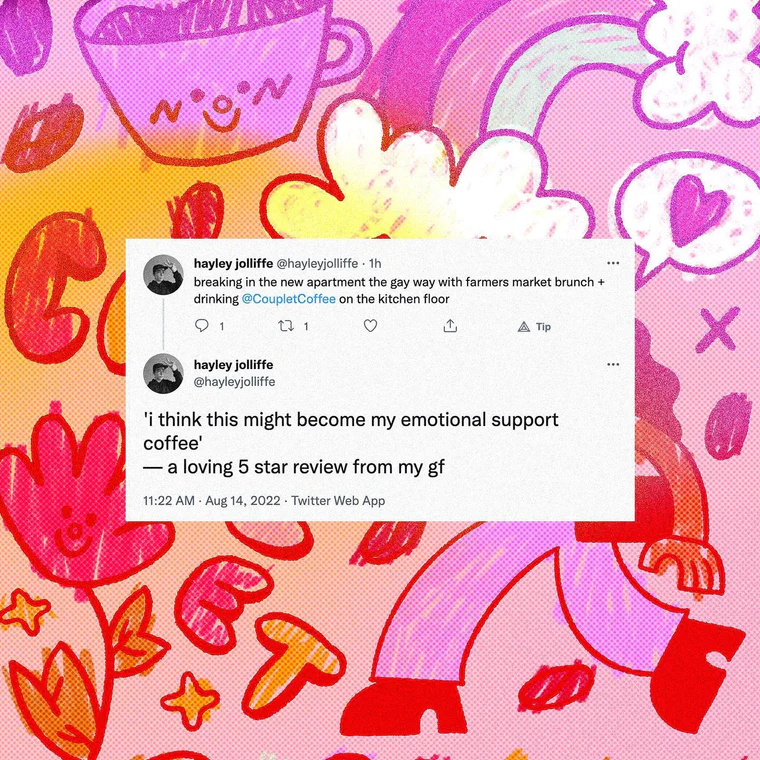 hayley jolliffe @hayleyjolliffe · 1h
breaking in the new apartment the gay way with farmers market brunch +
drinking @CoupletCoffee on the kitchen floor
1 1 Tip
hayley jolliffe
@hayleyjolliffe
'i think this might become my emotional support
coffee'
— a loving 5 star review from my gf
11:22 AM · Aug 14, 2022 · Twitter Web App
C
ET